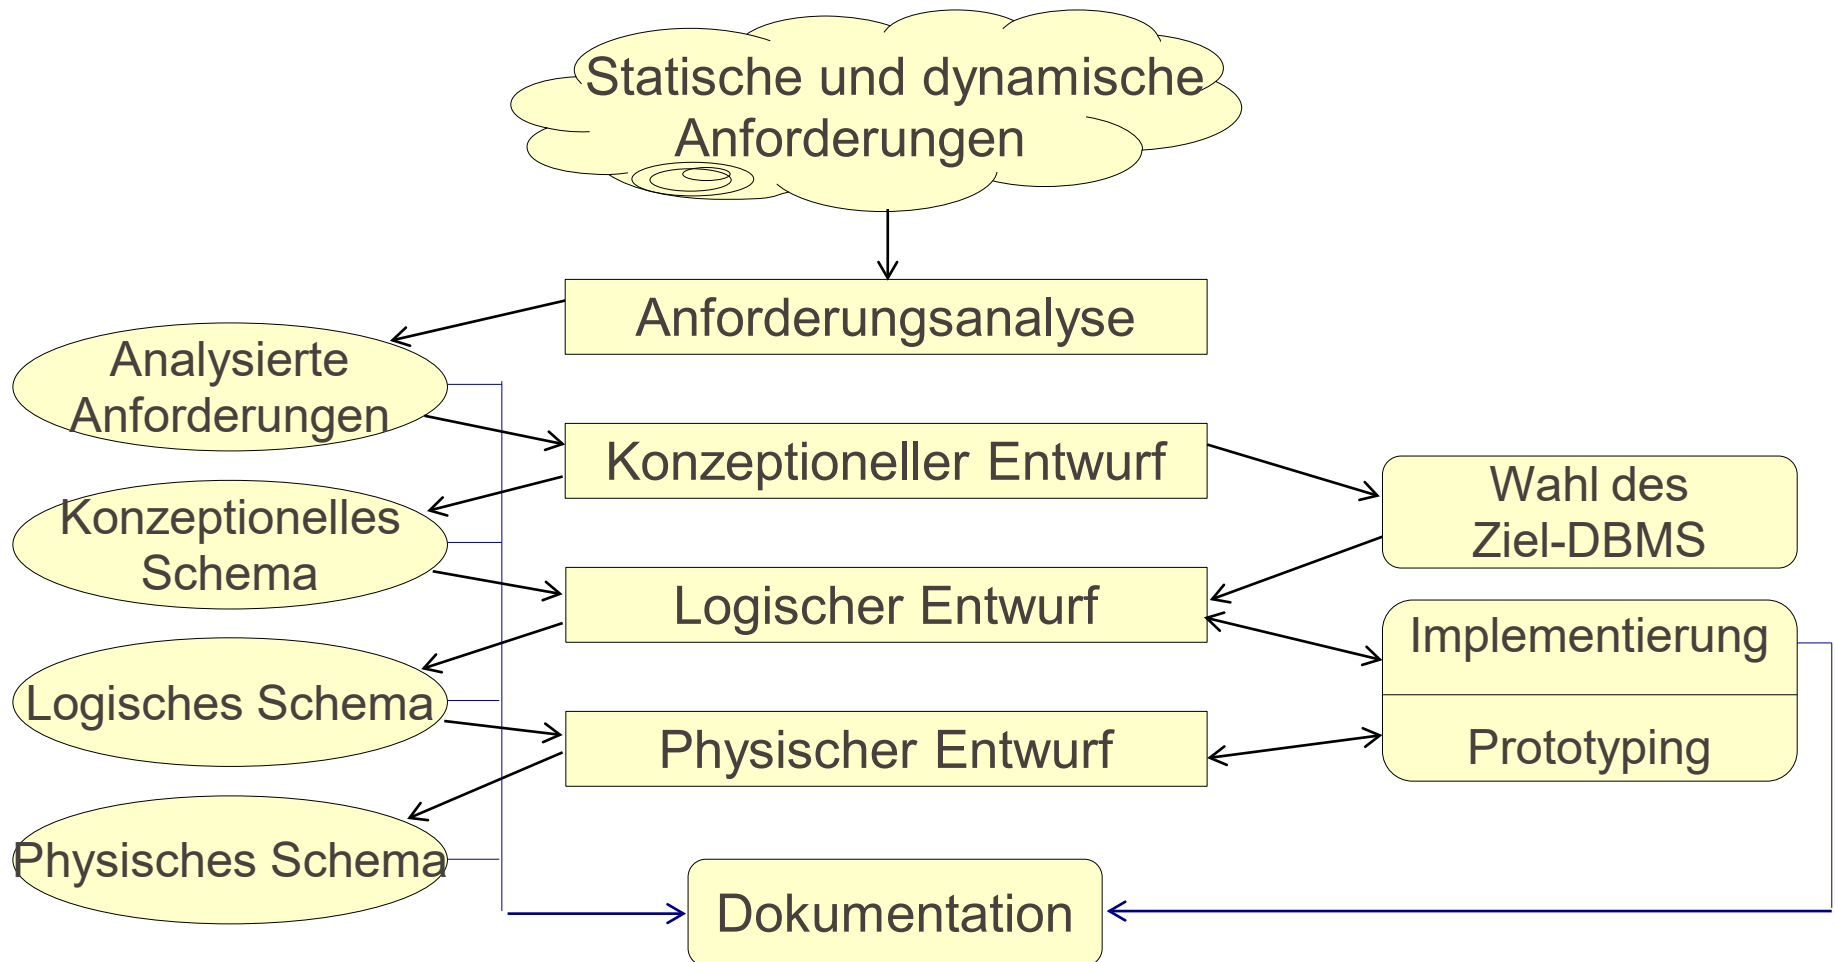 Statische und dynamische
Anforderungen
Anforderungsanalyse
Analysierte
Anforderungen
Konzeptioneller Entwurf
Wahl des
Ziel-DBMS
Konzeptionelles
Schema
Logischer Entwurf
Implementierung
Logisches Schema
Physischer Entwurf
Prototyping
Physisches Schema
Dokumentation